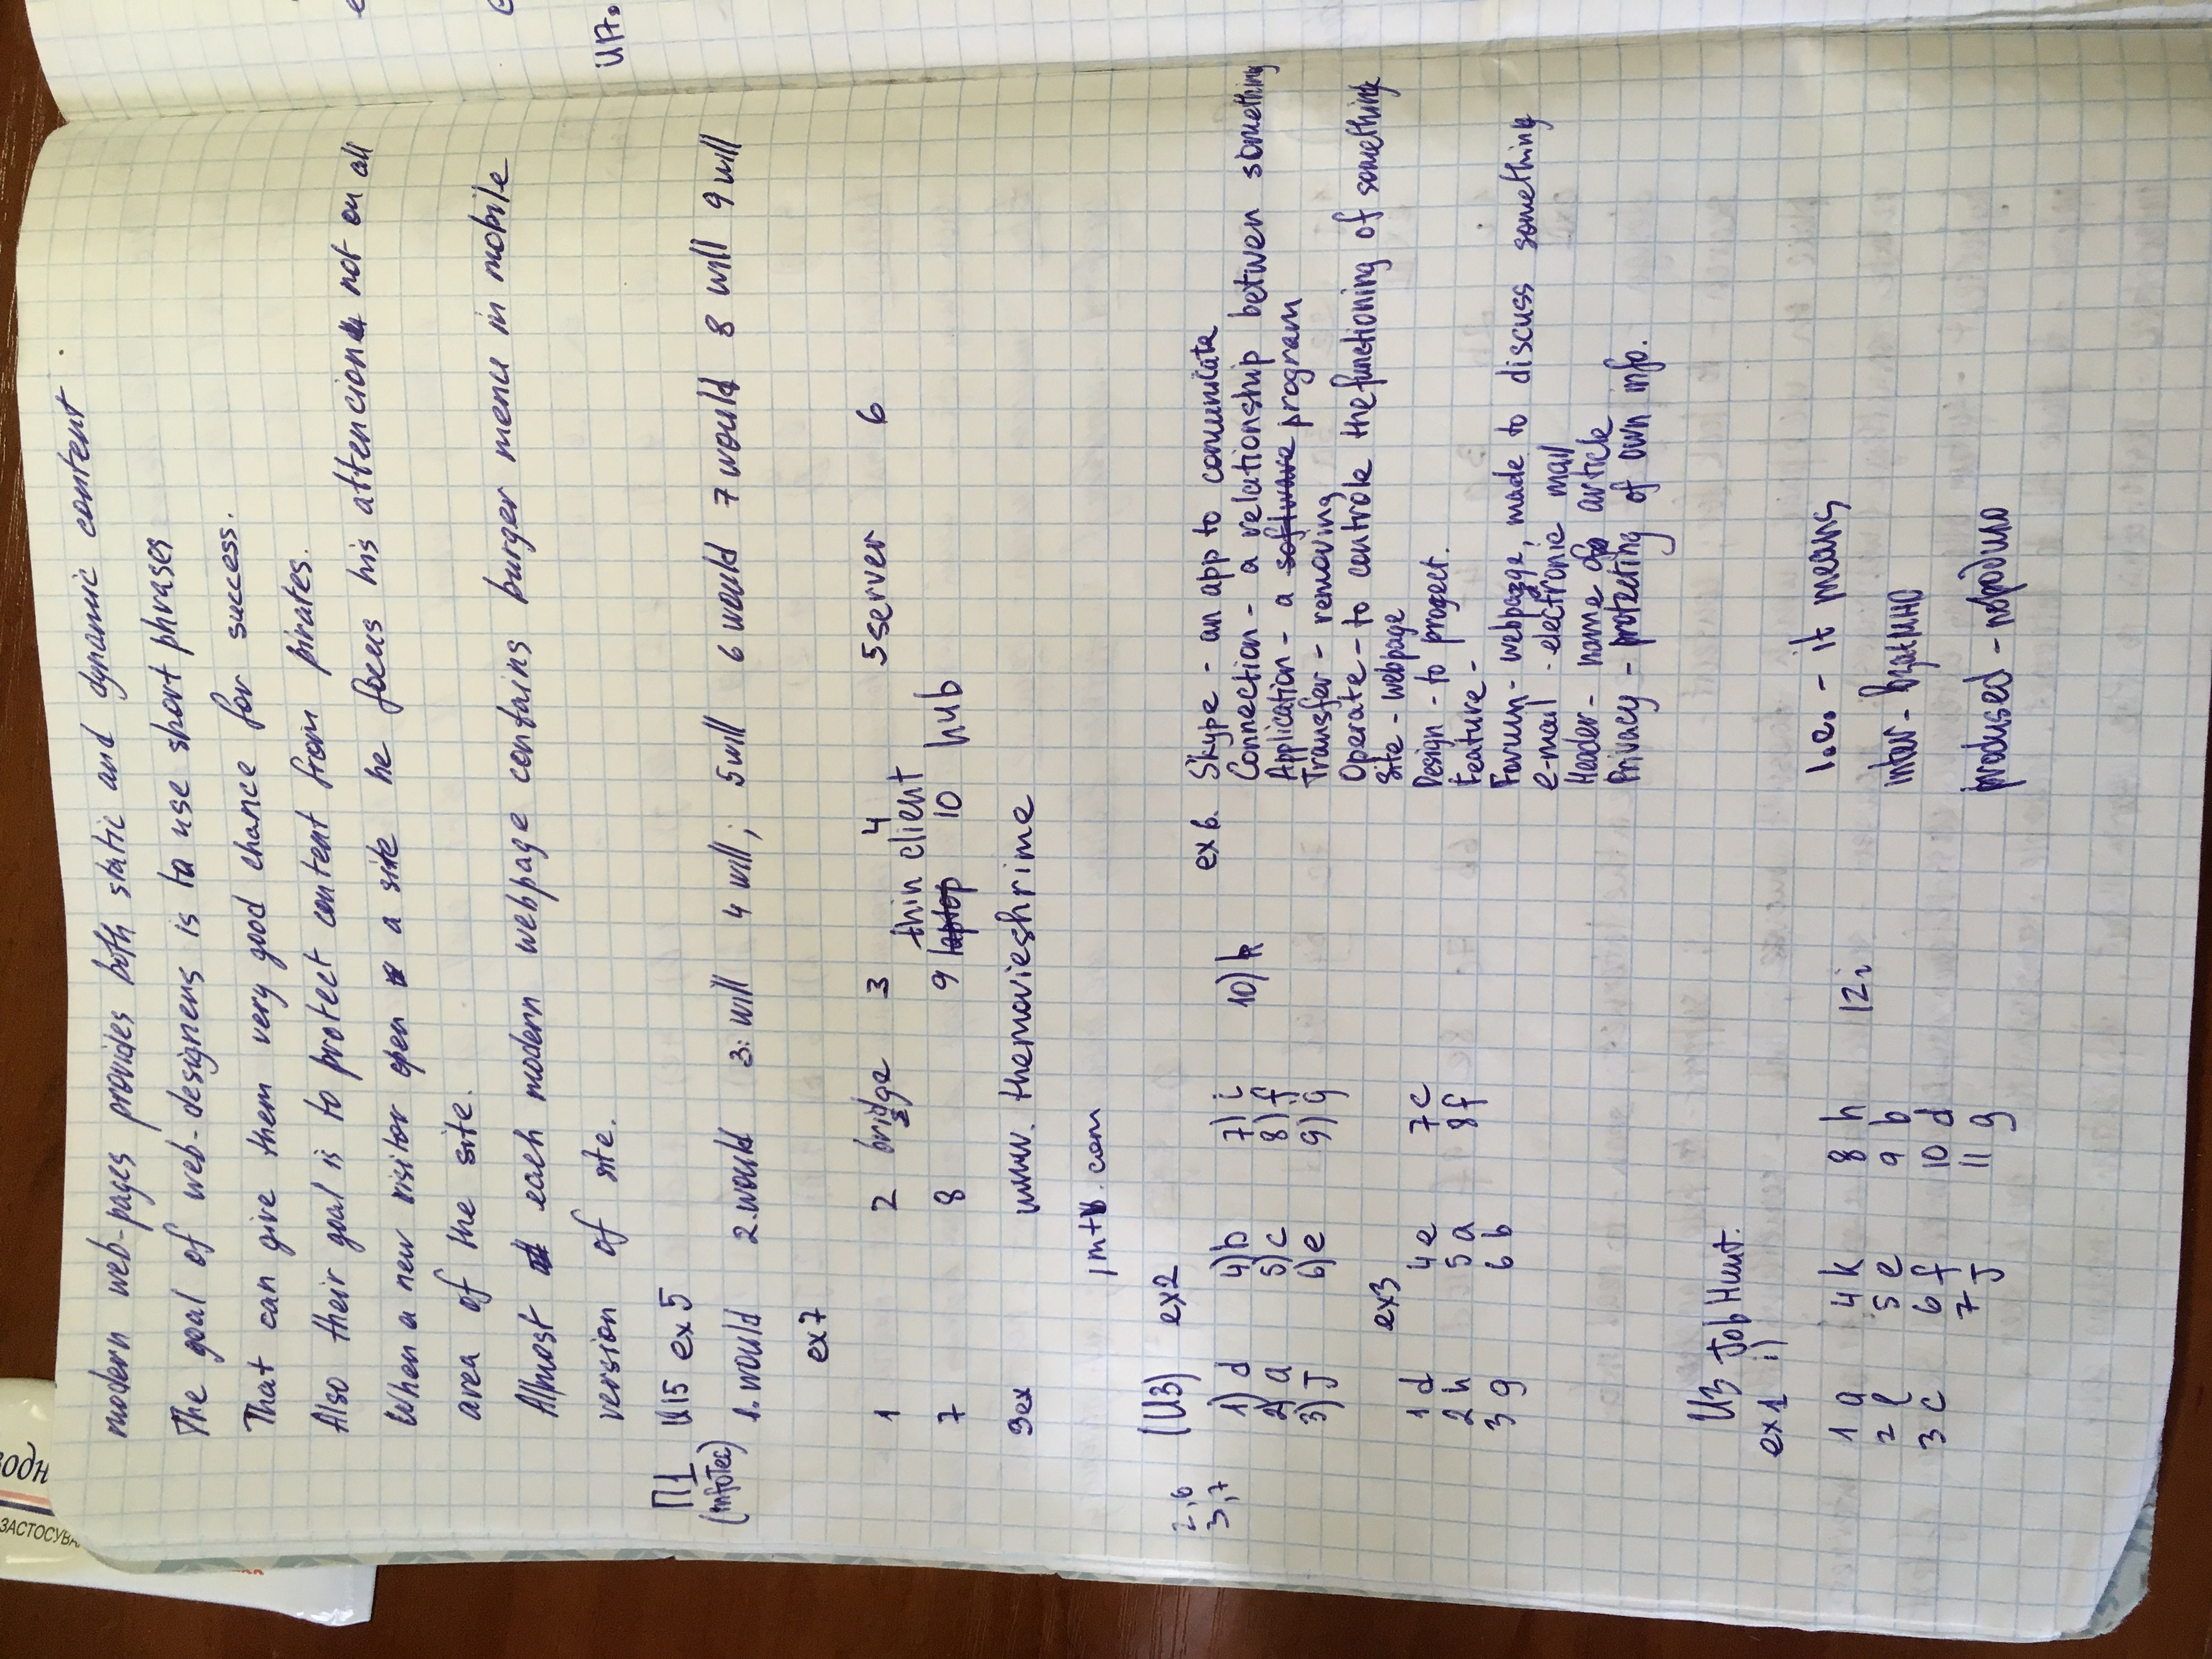 водн
ЗАСТОСУВ
modern web-pages provides both static and dynamic content
The goal of web-designers is to use short phrases
That can give them very good chance for success.
Also their goal is to protect content from pirates.
When a new visitor open a site he focus his attencion not on all
area of the site.
Allmost each modern webpage contains burger menu in mobile
version of site.
П1 U15 ex 5
(InfoTec)
1. would 2. would 3: will 4 will; 5 will 6 would 7 would 8 will 9 will
ex7
1 2 bridge 3 4 5 server 6
thin client
7 8 9 laptop 10 hub
9ex www. themovieshrime
, mtv. com
(U3) ex2
2,6
3,7
1) d 4) b 7) i 10) h
2) a 5) c 8) f
3) J 6) e 9) g
ex3
1 d 4 e 7 c
2 h 5 a 8 f
3 g 6 b
ex 6. Skype - an app to comunicate
Connection - a relationship betwen something
Application - a software program
Transfer - removing
Operate - to controle the functioning of something
Site - webpage
Design - to progect.
Feature -
Forum - webpage, made to discuss something
e-mail - electronic mail
Header - name of article
Privacy - protecting of own info.
U3 Job Hunt.
ex1 i)
1 a 4 k 8 h 12 i
2 l 5 e 9 b
3 c 6 f 10 d
7 J 11 g
I.e. - it means
inter - взаємно
prodused - породило
UA.